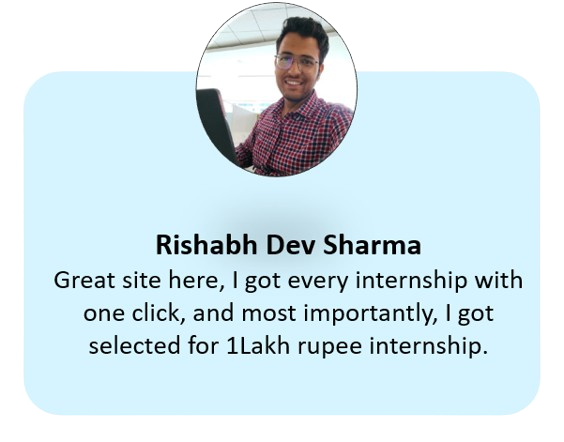 Rishabh Dev Sharma
Great site here, I got every internship with
one click, and most importantly, I got
selected for 1Lakh rupee internship.